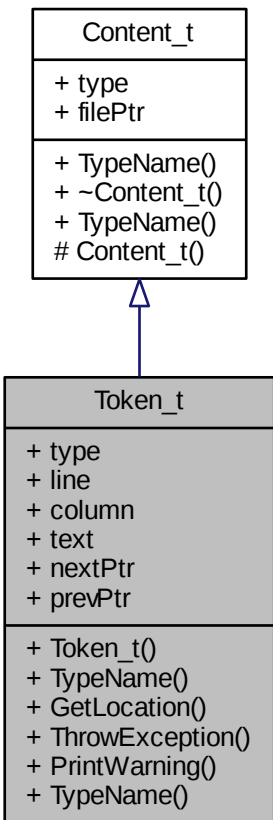 Content_t
+ type
+ filePtr
+ TypeName()
+ ~Content_t()
+ TypeName()
# Content_t()
Token_t
+ type
+ line
+ column
+ text
+ nextPtr
+ prevPtr
+ Token_t()
+ TypeName()
+ GetLocation()
+ ThrowException()
+ PrintWarning()
+ TypeName()